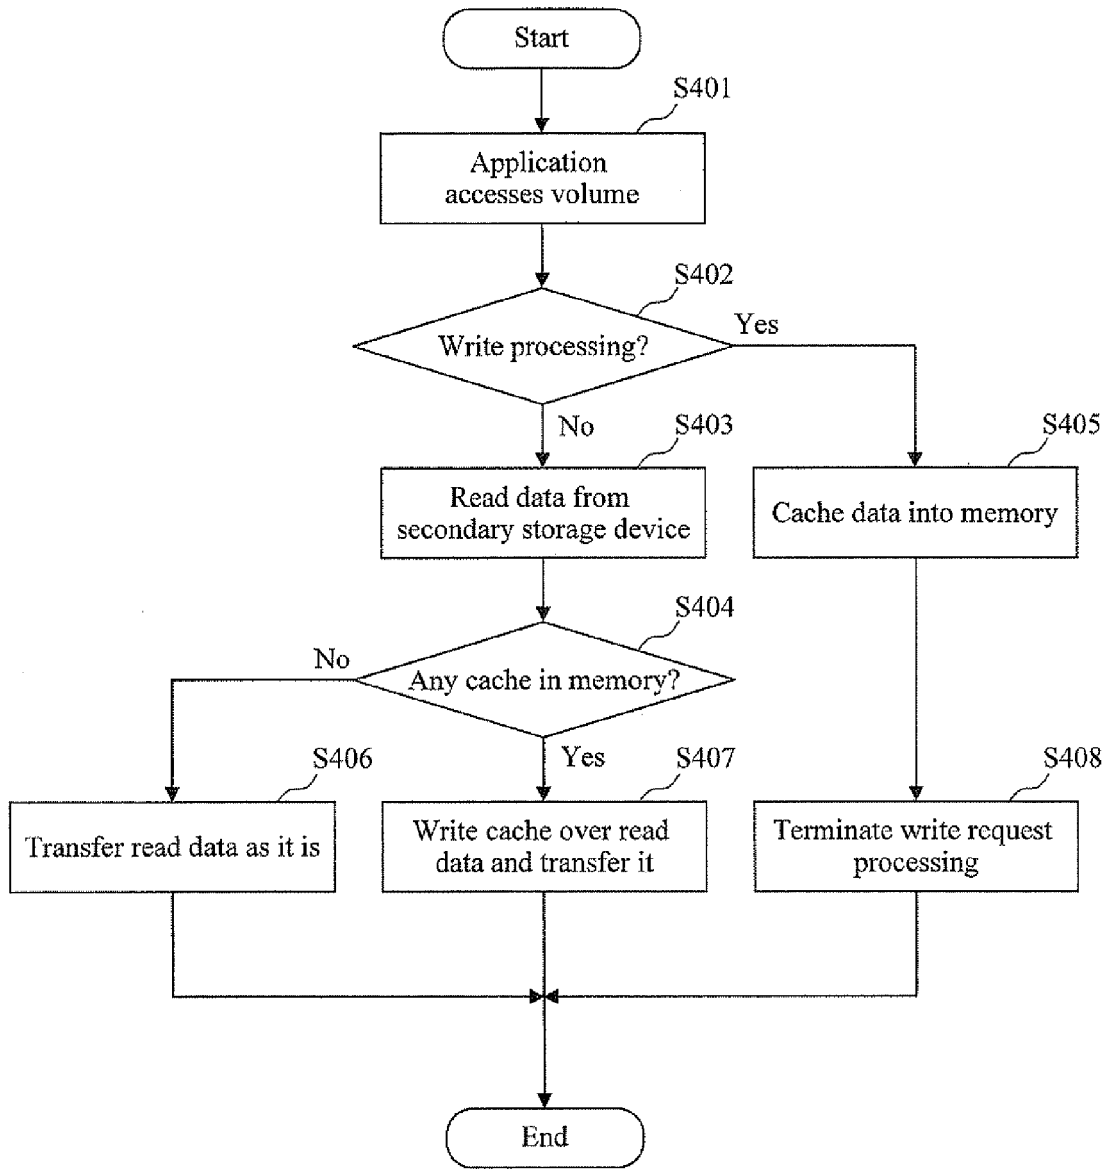 Start
S401
Application
accesses volume
S402
Write processing?
Yes
No
S403
Read data from
secondary storage device
S405
Cache data into memory
S404
Any cache in memory?
No
Yes
S406
Transfer read data as it is
S407
Write cache over read
data and transfer it
S408
Terminate write request
processing
End